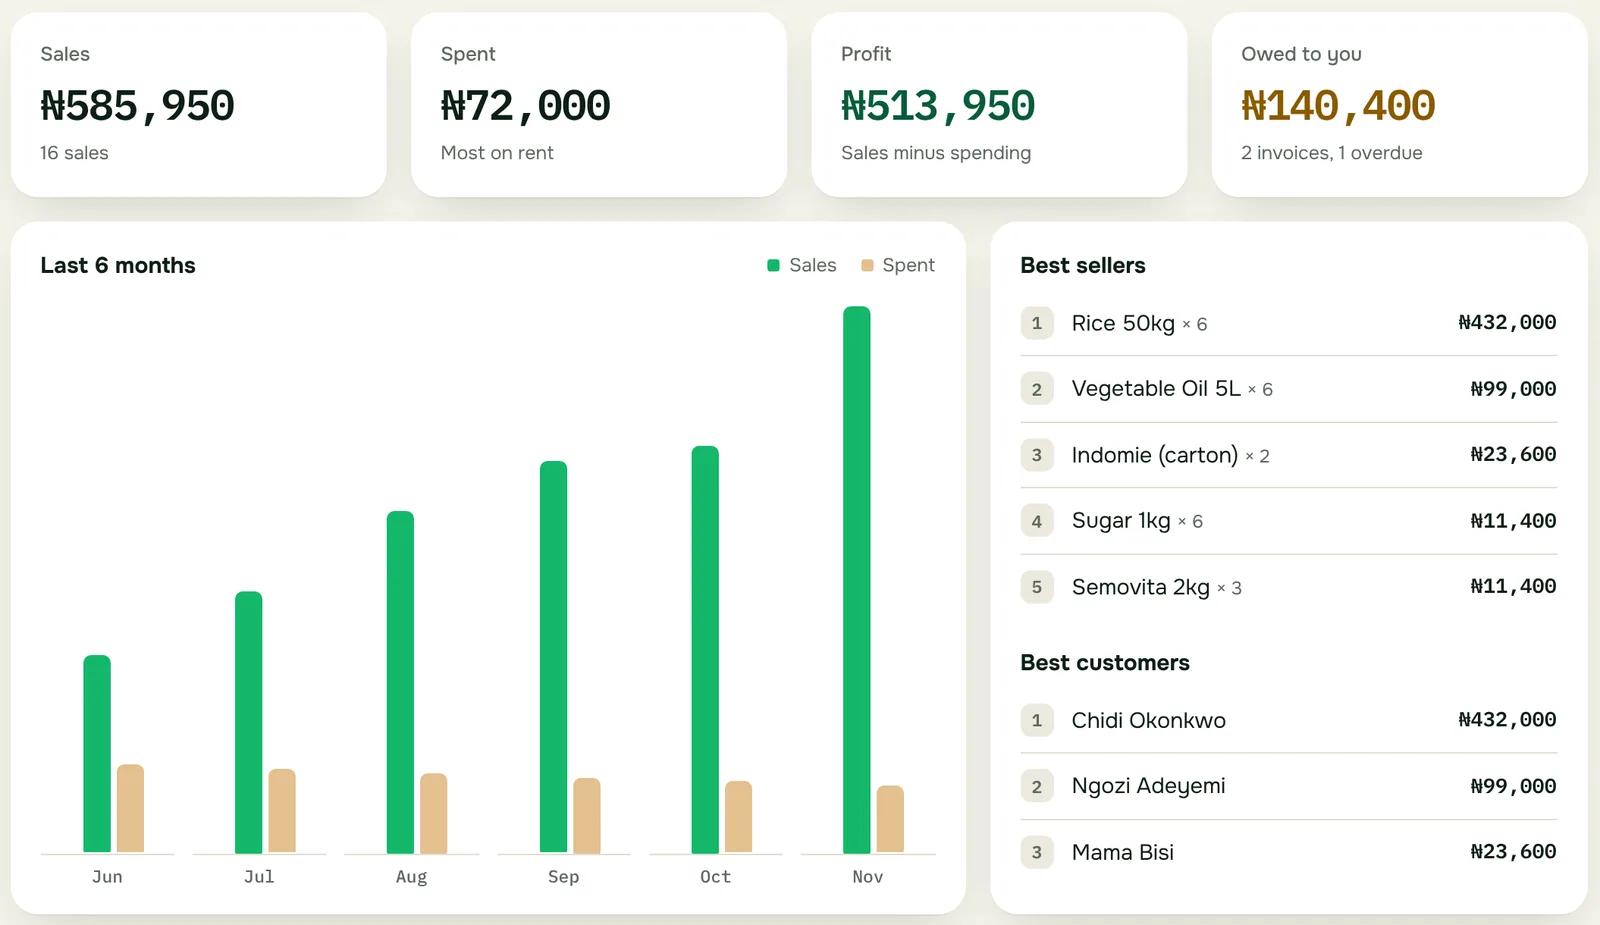 Sales
₦585,950
16 sales
Spent
₦72,000
Most on rent
Profit
₦513,950
Sales minus spending
Owed to you
₦140,400
2 invoices, 1 overdue
Last 6 months
Sales
Spent
Jun
Jul
Aug
Sep
Oct
Nov
Best sellers
1 Rice 50kg × 6 ₦432,000
2 Vegetable Oil 5L × 6 ₦99,000
3 Indomie (carton) × 2 ₦23,600
4 Sugar 1kg × 6 ₦11,400
5 Semovita 2kg × 3 ₦11,400
Best customers
1 Chidi Okonkwo ₦432,000
2 Ngozi Adeyemi ₦99,000
3 Mama Bisi ₦23,600